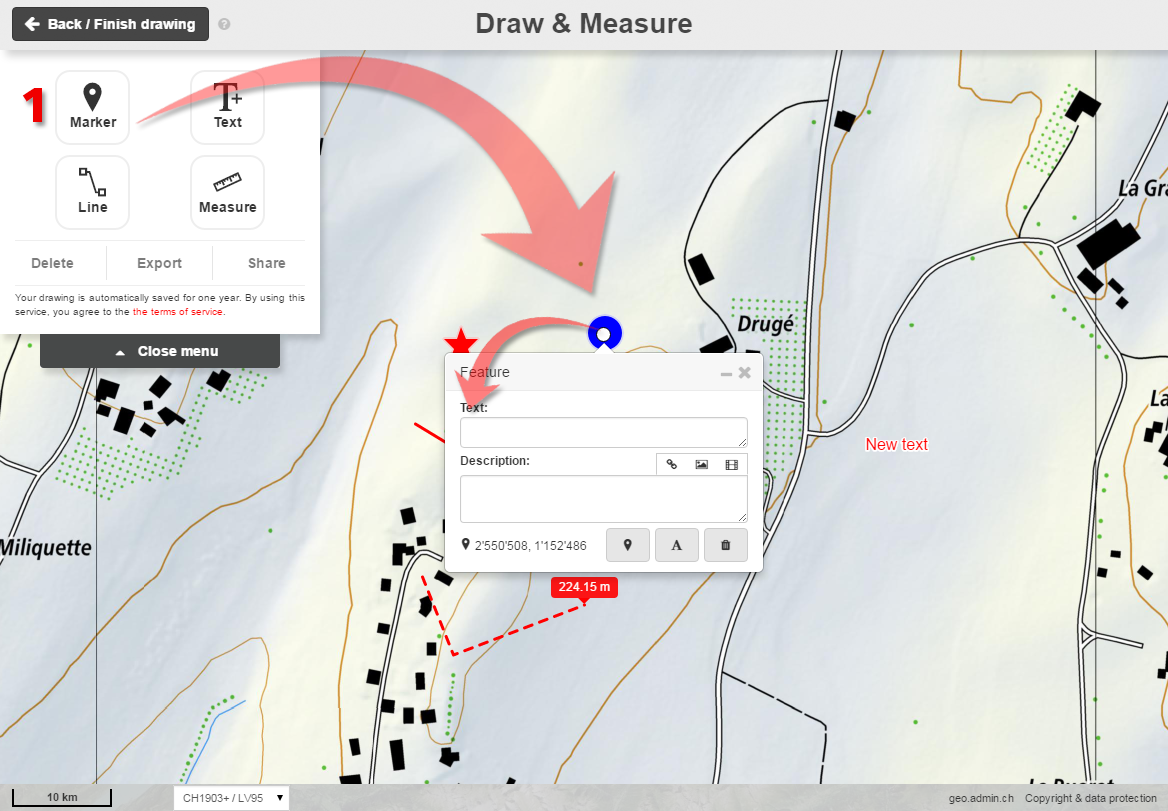 Back / Finish drawing
?
Draw & Measure
1
Marker
Text
Line
Measure
Delete
Export
Share
Your drawing is automatically saved for one year. By using this
service, you agree to the the terms of service.
Close menu
La Gra
Drugé
Feature
Text:
Description:
2'550'508, 1'152'486
A
New text
La
Miliquette
224.15 m
10 km
CH1903+ / LV95
geo.admin.ch
Copyright & data protection